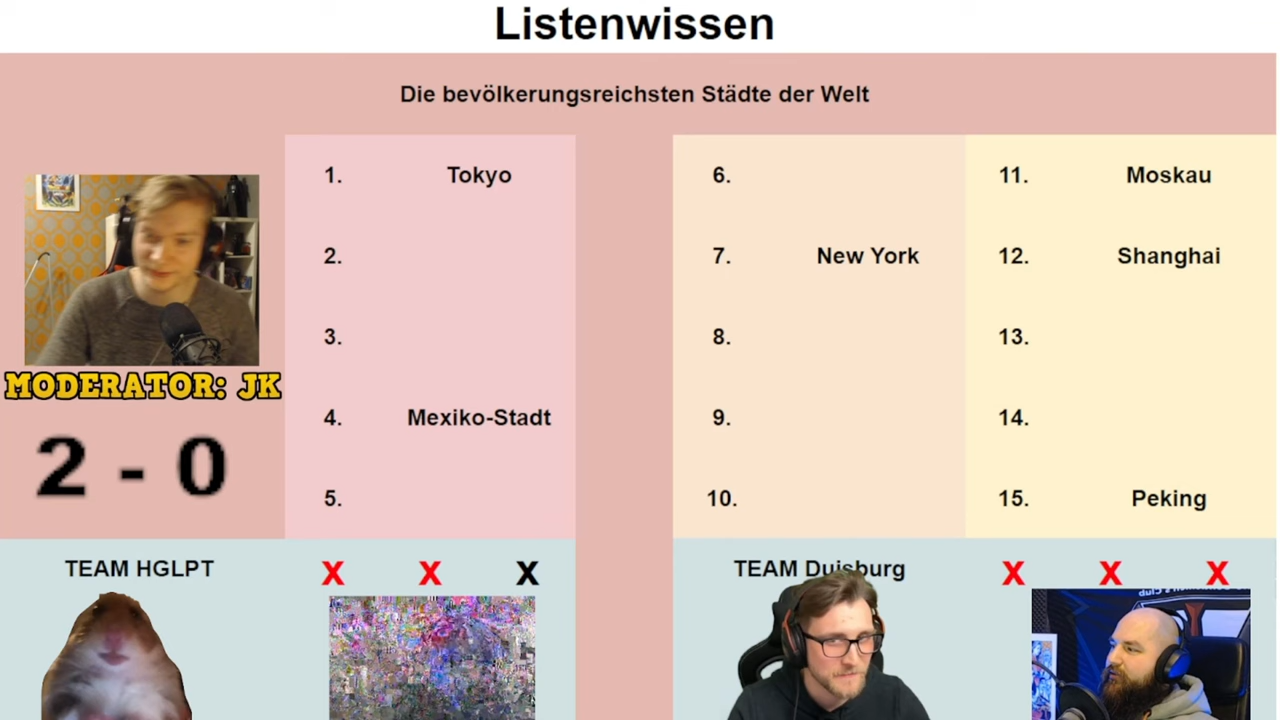 Listenwissen
Die bevölkerungsreichsten Städte der Welt
1. Tokyo
2.
3.
4. Mexiko-Stadt
5.
6.
7. New York
8.
9.
10.
11. Moskau
12. Shanghai
13.
14.
15. Peking
MODERATOR: JK
2 - 0
TEAM HGLPT X X X
TEAM Duisburg X X X